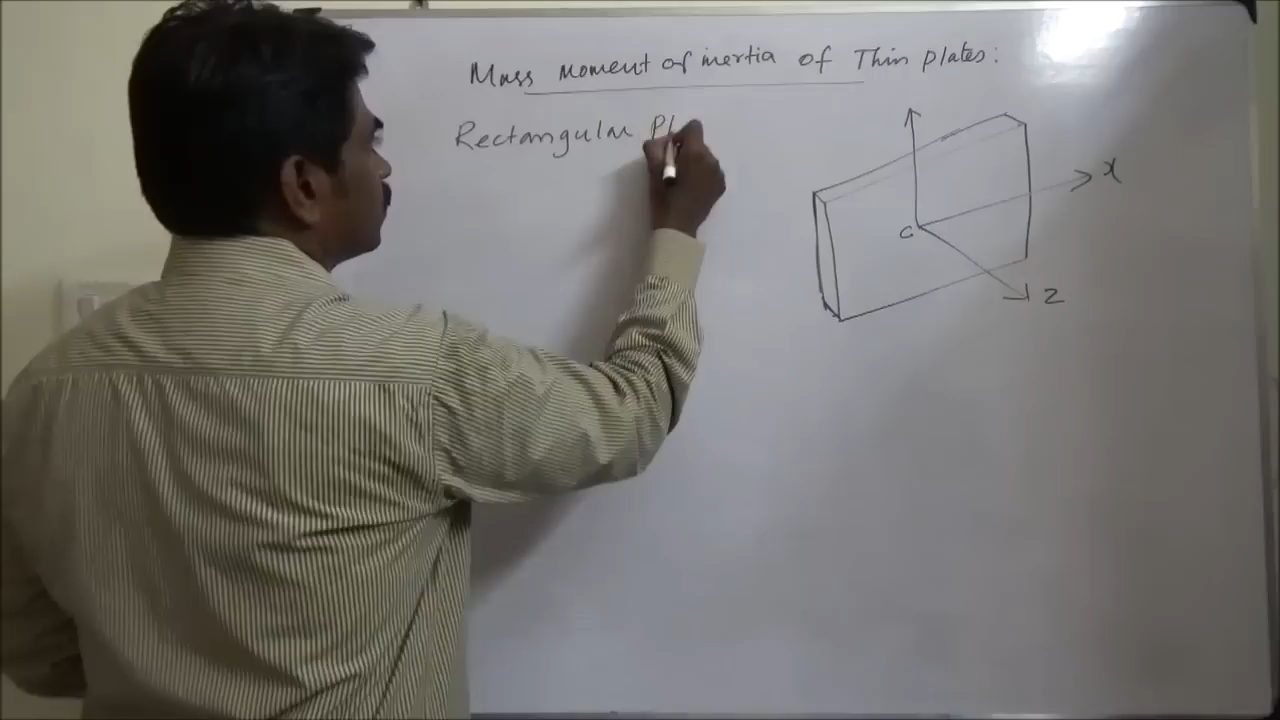 Mass moment of inertia of Thin plates:
Rectangular Pl
x
G
z